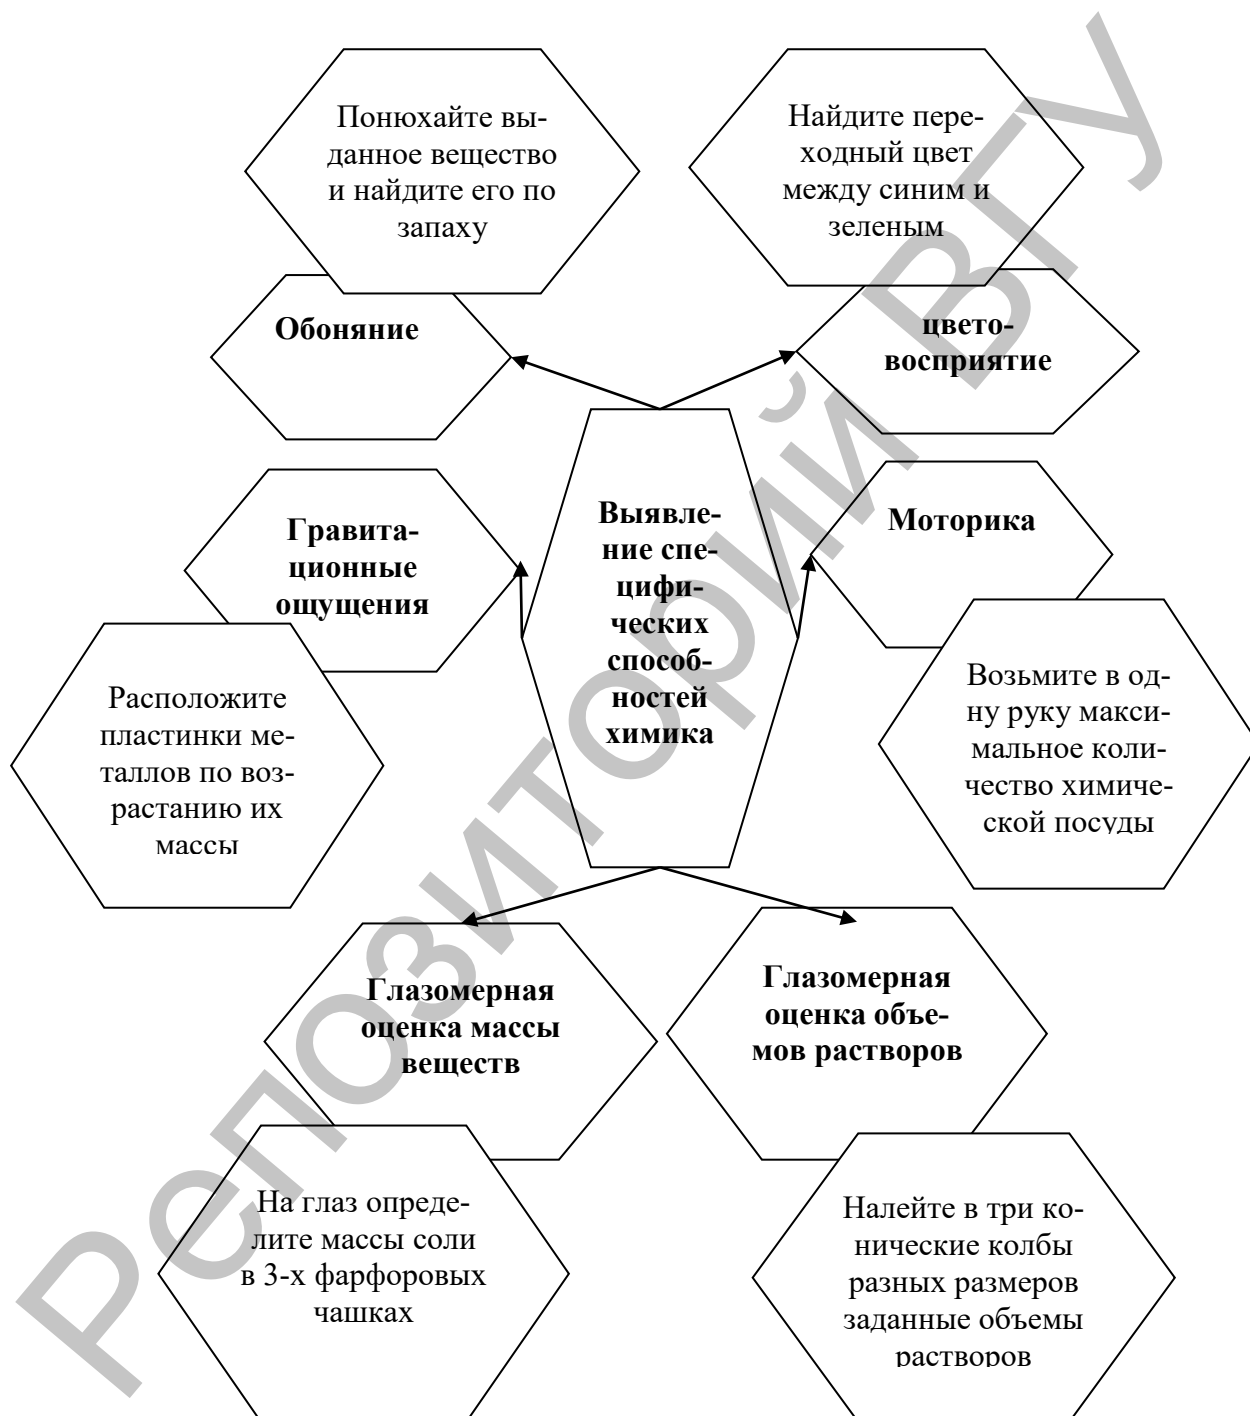 Понюхайте вы-
данное вещество
и найдите его по
запаху
Найдите пере-
ходный цвет
между синим и
зеленым
Обоняние
цвето-
восприятие
Гравита-
ционные
ощущения
Выявле-
ние спе-
цифи-
ческих
способ-
ностей
химика
Моторика
Расположите
пластинки ме-
таллов по воз-
растанию их
массы
Возьмите в од-
ну руку макси-
мальное коли-
чество химиче-
ской посуды
Глазомерная
оценка массы
веществ
Глазомерная
оценка объе-
мов растворов
На глаз опреде-
лите массы соли
в 3-х фарфоровых
чашках
Налейте в три ко-
нические колбы
разных размеров
заданные объемы
растворов
Репозиторий ВГУ